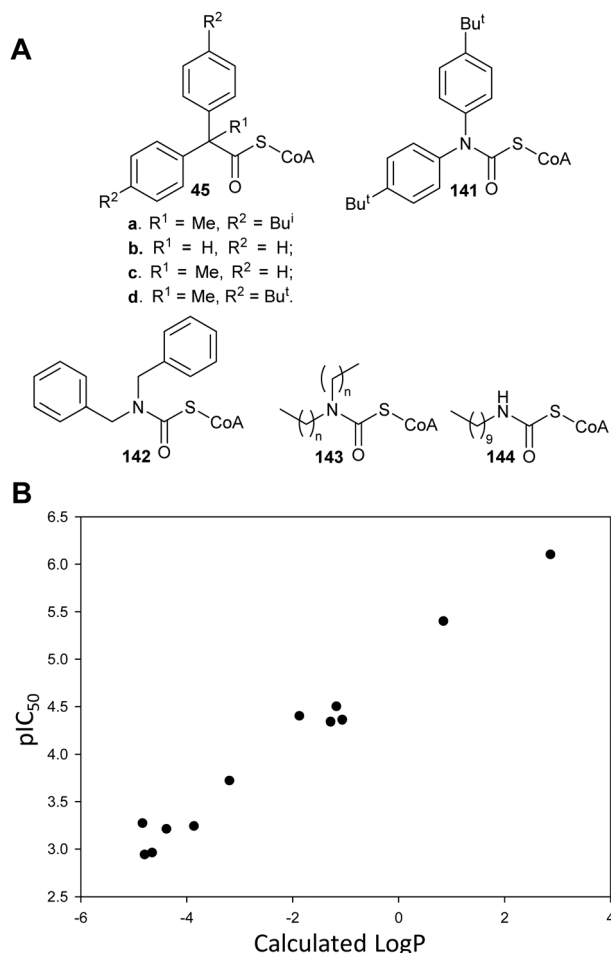 A
R²
R¹
S
CoA
O
45
R²
a. R¹ = Me, R² = Buⁱ
b. R¹ = H, R² = H;
c. R¹ = Me, R² = H;
d. R¹ = Me, R² = Buᵗ.
Buᵗ
N
S
CoA
O
141
Buᵗ
N
S
CoA
O
142
( )n
N
S
CoA
( )n
O
143
H
N
S
CoA
( )9
O
144
B
6.5
6.0
5.5
5.0
4.5
4.0
3.5
3.0
2.5
pIC₅₀
-6 -4 -2 0 2 4
Calculated LogP